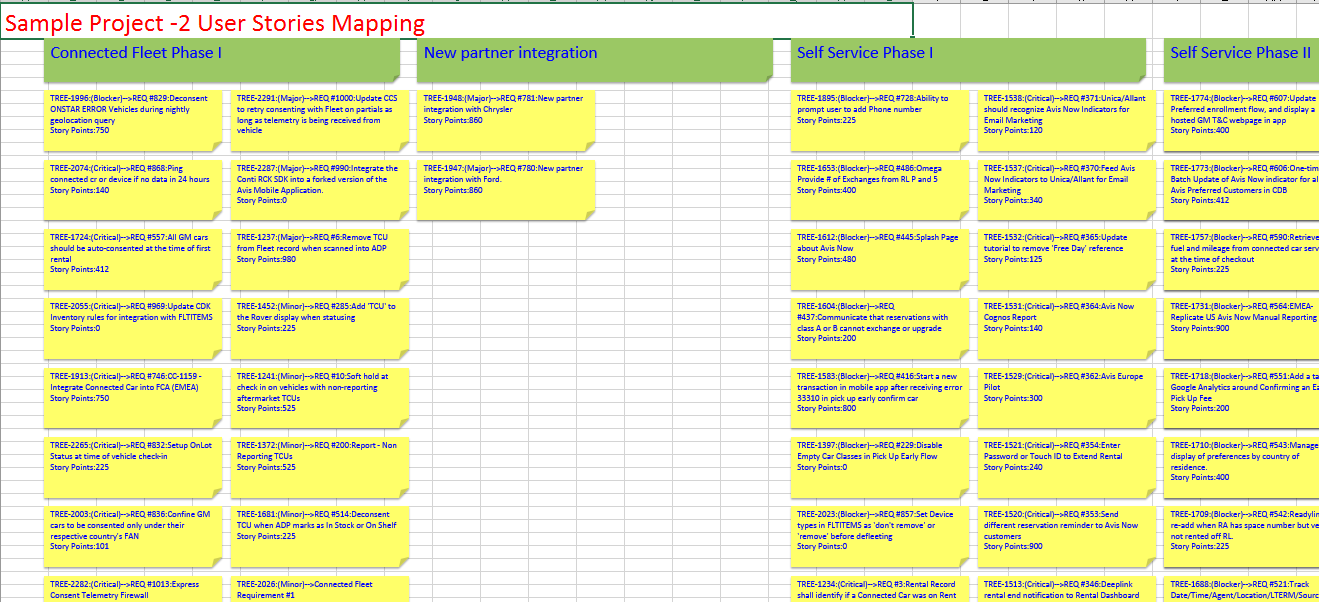 Sample Project -2 User Stories Mapping
Connected Fleet Phase I
New partner integration
Self Service Phase I
Self Service Phase II
TREE-1996:(Blocker)-->REQ #829:Deconsent
ONSTAR ERROR Vehicles during nightly
geolocation query
Story Points:750
TREE-2291:(Major)-->REQ #1000:Update CCS
to retry consenting with Fleet on partials as
long as telemetry is being received from
vehicle
TREE-1948:(Major)-->REQ #781:New partner
integration with Chrysler
Story Points:860
TREE-1895:(Blocker)-->REQ #728:Ability to
prompt user to add Phone number
Story Points:225
TREE-1538:(Critical)-->REQ #371:Unica/Allant
should recognize Avis Now Indicators for
Email Marketing
Story Points:120
TREE-1774:(Blocker)-->REQ #607:Update
Preferred enrollment flow, and display a
hosted GM T&C webpage in app
Story Points:400
TREE-2074:(Critical)-->REQ #868:Ping
connected cr or device if no data in 24 hours
Story Points:140
TREE-2287:(Major)-->REQ #990:Integrate the
Conti RCK SDK into a forked version of the
Avis Mobile Application.
Story Points:0
TREE-1947:(Major)-->REQ #780:New partner
integration with Ford.
Story Points:860
TREE-1653:(Blocker)-->REQ #486:Omega
Provide # of Exchanges from RL P and 5
Story Points:400
TREE-1537:(Critical)-->REQ #370:Feed Avis
Now Indicators to Unica/Allant for Email
Marketing
Story Points:340
TREE-1773:(Blocker)-->REQ #606:One-tim
Batch Update of Avis Now indicator for al
Avis Preferred Customers in CDB
Story Points:412
TREE-1724:(Critical)-->REQ #557:All GM cars
should be auto-consented at the time of first
rental
Story Points:412
TREE-1237:(Major)-->REQ #6:Remove TCU
from Fleet record when scanned into ADP
Story Points:980
TREE-1612:(Blocker)-->REQ #445:Splash Page
about Avis Now
Story Points:480
TREE-1532:(Critical)-->REQ #365:Update
tutorial to remove 'Free Day' reference
Story Points:125
TREE-1757:(Blocker)-->REQ #590:Retrieve
fuel and mileage from connected car serv
at the time of checkout
Story Points:225
TREE-2055:(Critical)-->REQ #969:Update CDK
Inventory rules for integration with FLTITEMS
Story Points:0
TREE-1452:(Minor)-->REQ #285:Add 'TCU' to
the Rover display when statusing
Story Points:225
TREE-1604:(Blocker)-->REQ
#437:Communicate that reservations with
class A or B cannot exchange or upgrade
Story Points:200
TREE-1531:(Critical)-->REQ #364:Avis Now
Cognos Report
Story Points:140
TREE-1731:(Blocker)-->REQ #564:EMEA-
Replicate US Avis Now Manual Reporting
Story Points:900
TREE-1913:(Critical)-->REQ #746:CC-1159 -
Integrate Connected Car into FCA (EMEA)
Story Points:750
TREE-1241:(Minor)-->REQ #10:Soft hold at
check in on vehicles with non-reporting
aftermarket TCUs
Story Points:525
TREE-1583:(Blocker)-->REQ #416:Start a new
transaction in mobile app after receiving error
33310 in pick up early confirm car
Story Points:800
TREE-1529:(Critical)-->REQ #362:Avis Europe
Pilot
Story Points:300
TREE-1718:(Blocker)-->REQ #551:Add a ta
Google Analytics around Confirming an Ea
Pick Up Fee
Story Points:200
TREE-2265:(Critical)-->REQ #832:Setup OnLot
Status at time of vehicle check-in
Story Points:225
TREE-1372:(Minor)-->REQ #200:Report - Non
Reporting TCUs
Story Points:525
TREE-1397:(Blocker)-->REQ #229:Disable
Empty Car Classes in Pick Up Early Flow
Story Points:0
TREE-1521:(Critical)-->REQ #354:Enter
Password or Touch ID to Extend Rental
Story Points:240
TREE-1710:(Blocker)-->REQ #543:Manage
display of preferences by country of
residence.
Story Points:400
TREE-2003:(Critical)-->REQ #836:Confine GM
cars to be consented only under their
respective country's FAN
Story Points:101
TREE-1681:(Minor)-->REQ #514:Deconsent
TCU when ADP marks as In Stock or On Shelf
Story Points:225
TREE-2023:(Blocker)-->REQ #857:Set Device
types in FLTITEMS as 'don't remove' or
'remove' before defleeting
Story Points:0
TREE-1520:(Critical)-->REQ #353:Send
different reservation reminder to Avis Now
customers
Story Points:900
TREE-1709:(Blocker)-->REQ #542:Readylin
re-add when RA has space number but ve
not rented off RL.
Story Points:225
TREE-2282:(Critical)-->REQ #1013:Express
Consent Telemetry Firewall
TREE-2026:(Minor)-->Connected Fleet
Requirement #1
TREE-1234:(Critical)-->REQ #3:Rental Record
shall identify if a Connected Car was on Rent
TREE-1513:(Critical)-->REQ #346:Deeplink
rental end notification to Rental Dashboard
TREE-1688:(Blocker)-->REQ #521:Track
Date/Time/Agent/Location/LTERM/Sourc